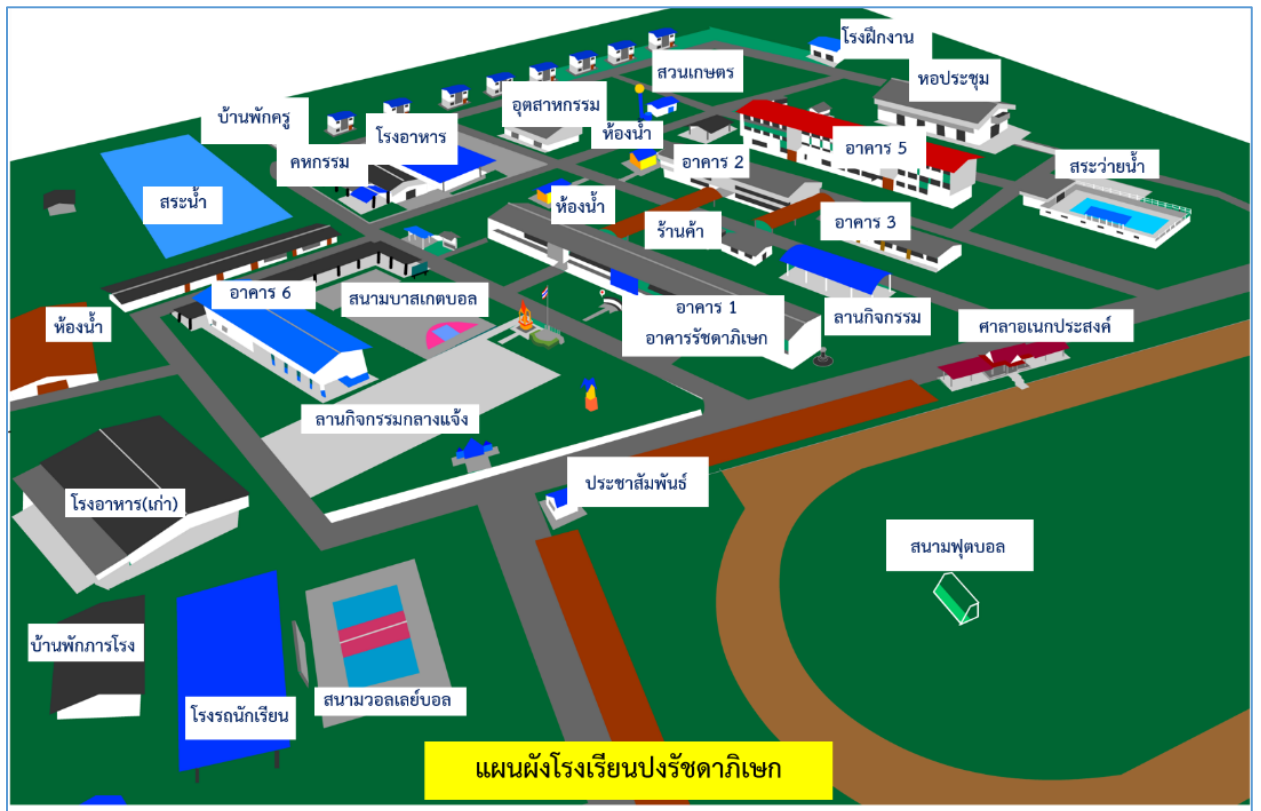 โรงฝึกงาน
สวนเกษตร
หอประชุม
อุตสาหกรรม
บ้านพักครู
โรงอาหาร
ห้องน้ำ
อาคาร 5
อาคาร 2
คหกรรม
สระว่ายน้ำ
สระน้ำ
ห้องน้ำ
ร้านค้า
อาคาร 3
อาคาร 6
สนามบาสเกตบอล
อาคาร 1
อาคารรัชดาภิเษก
ลานกิจกรรม
ศาลาอเนกประสงค์
ห้องน้ำ
ลานกิจกรรมกลางแจ้ง
ประชาสัมพันธ์
โรงอาหาร(เก่า)
สนามฟุตบอล
บ้านพักภารโรง
สนามวอลเลย์บอล
โรงรถนักเรียน
แผนผังโรงเรียนปงรัชดาภิเษก